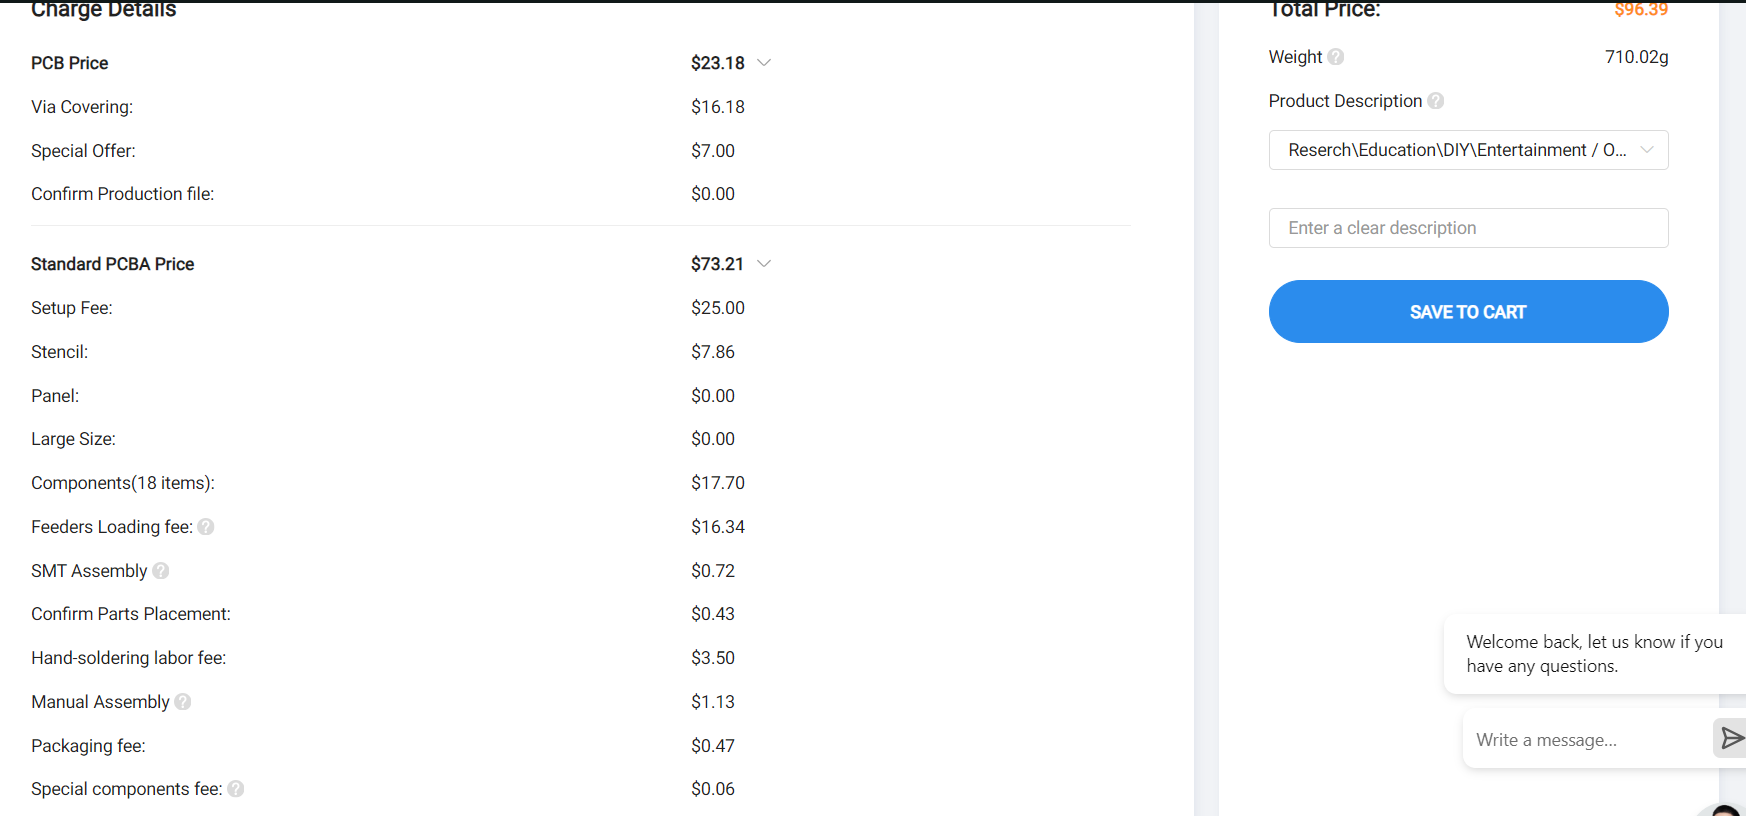 Charge Details
PCB Price $23.18
Via Covering: $16.18
Special Offer: $7.00
Confirm Production file: $0.00
Standard PCBA Price $73.21
Setup Fee: $25.00
Stencil: $7.86
Panel: $0.00
Large Size: $0.00
Components(18 items): $17.70
Feeders Loading fee: ? $16.34
SMT Assembly ? $0.72
Confirm Parts Placement: $0.43
Hand-soldering labor fee: $3.50
Manual Assembly ? $1.13
Packaging fee: $0.47
Special components fee: ? $0.06
Total Price: $96.39
Weight ? 710.02g
Product Description ?
Reserch\Education\DIY\Entertainment / O...
Enter a clear description
SAVE TO CART
Welcome back, let us know if you
have any questions.
Write a message...